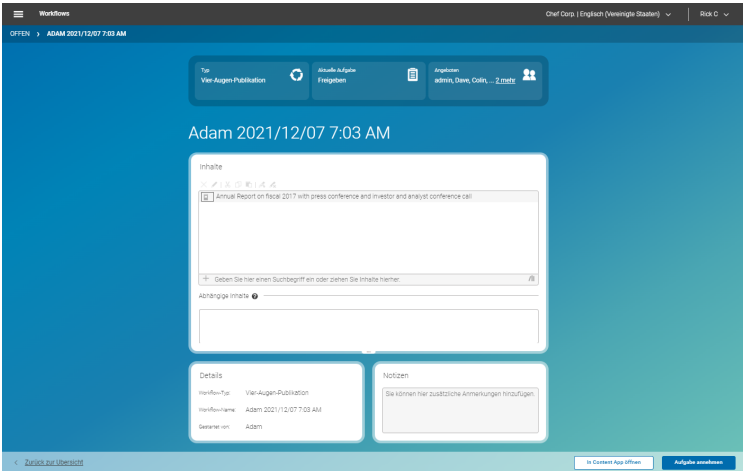 Workflows
Chef Corp. | Englisch (Vereinigte Staaten)
Rick C
OFFEN > ADAM 2021/12/07 7:03 AM
Typ
Vier-Augen-Publikation
Aktuelle Aufgabe
Freigeben
Angeboten
admin, Dave, Colin, ... 2 mehr
Adam 2021/12/07 7:03 AM
Inhalte
Annual Report on fiscal 2017 with press conference and investor and analyst conference call
Geben Sie hier einen Suchbegriff ein oder ziehen Sie Inhalte hierher.
Abhängige Inhalte
Details
Workflow-Typ: Vier-Augen-Publikation
Workflow-Name: Adam 2021/12/07 7:03 AM
Gestartet von: Adam
Notizen
Sie können hier zusätzliche Anmerkungen hinzufügen
Zurück zur Übersicht
In Content App öffnen
Aufgabe annehmen